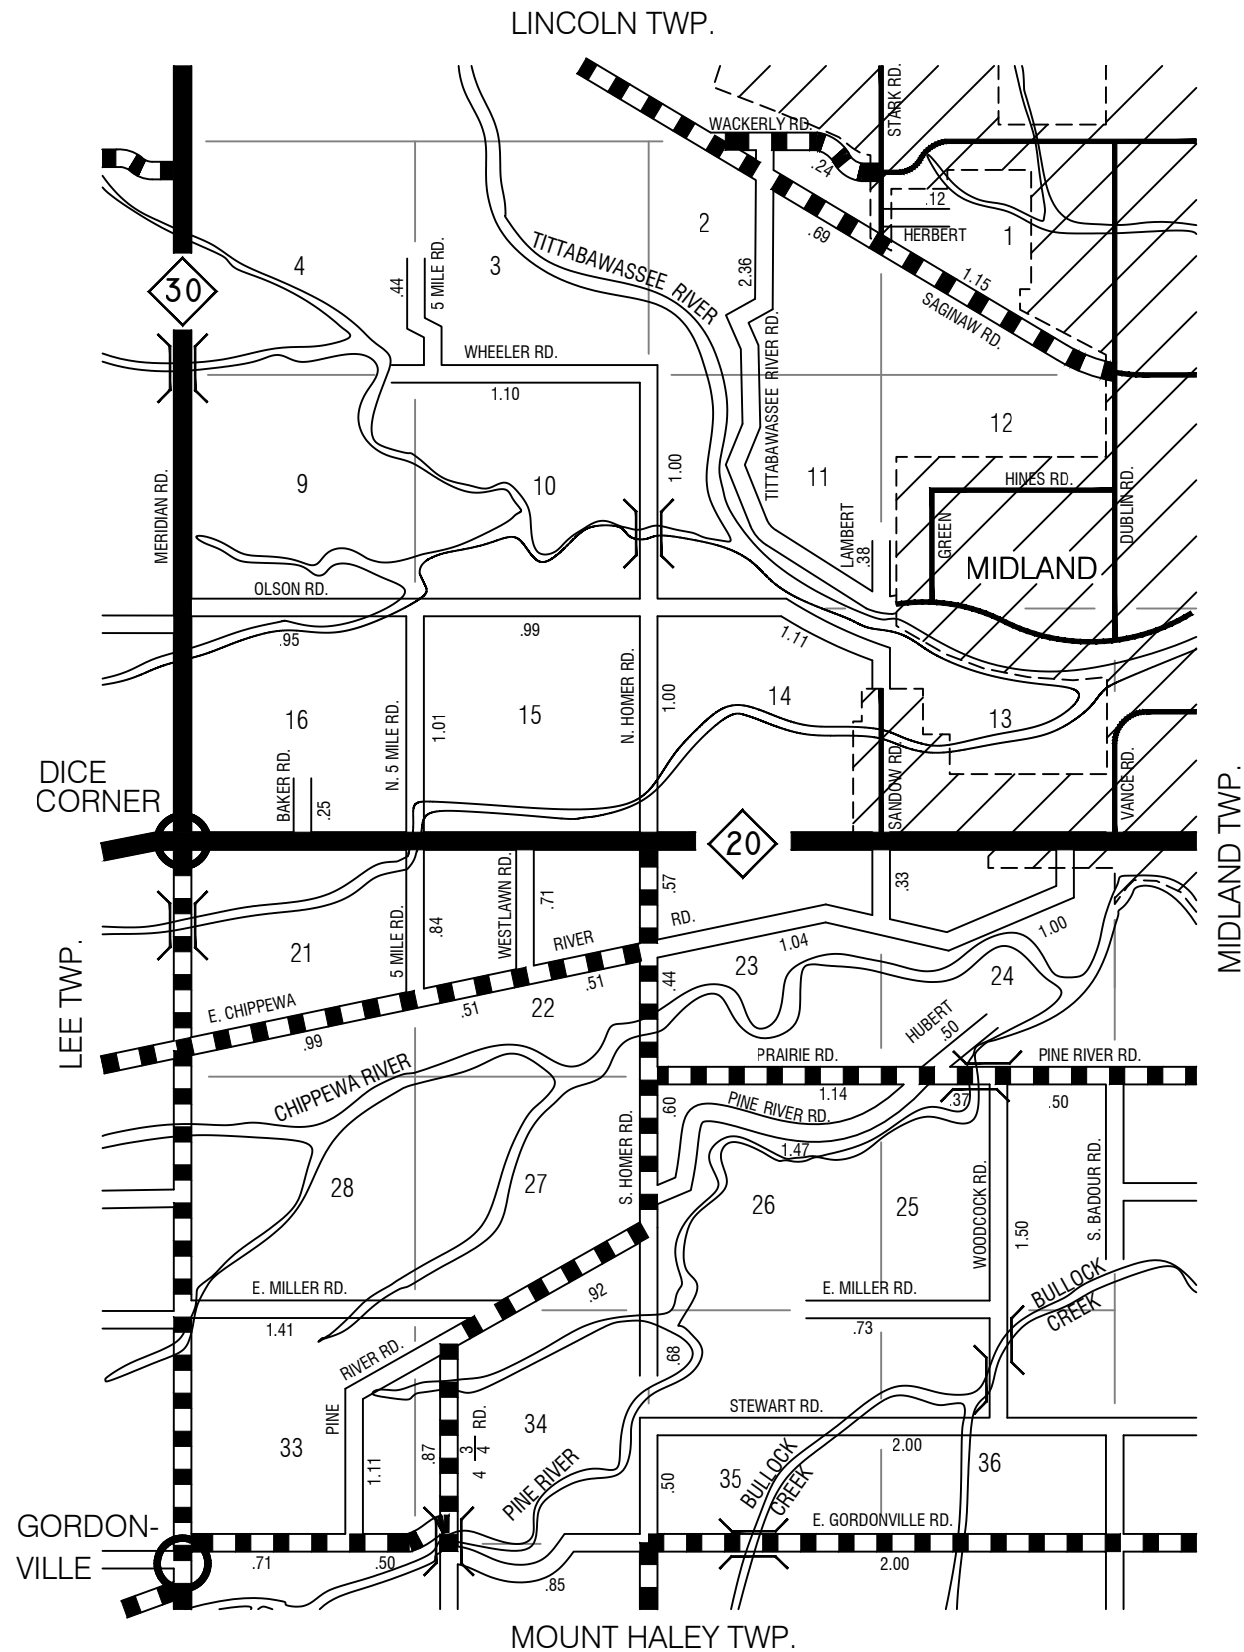 LINCOLN TWP.
STARK RD.
WACKERLY RD.
.24
.12
HERBERT
2
1
.69
1.15
SAGINAW RD.
4
3
30
.44
5 MILE RD.
TITTABAWASSEE RIVER
2.36
TITTABAWASSEE RIVER RD.
WHEELER RD.
1.10
12
1.00
9
10
11
MERIDIAN RD.
LAMBERT
.38
HINES RD.
GREEN
DUBLIN RD.
MIDLAND
OLSON RD.
.95
.99
1.11
N. HOMER RD.
1.00
16
15
14
13
N. 5 MILE RD.
1.01
BAKER RD.
.25
SANDOW RD.
VANCE RD.
DICE
CORNER
20
MIDLAND TWP.
.57
.33
WESTLAWN RD.
.71
5 MILE RD.
.84
RIVER
RD.
1.04
1.00
LEE TWP.
21
E. CHIPPEWA
.99
.51
.51
22
.44
23
24
HUBERT
.50
PRAIRIE RD.
PINE RIVER RD.
1.14
.37
.50
CHIPPEWA RIVER
.60
PINE RIVER RD.
1.47
S. HOMER RD.
28
27
26
25
WOODCOCK RD.
1.50
S. BADOUR RD.
BULLOCK
CREEK
E. MILLER RD.
1.41
.92
E. MILLER RD.
.73
RIVER RD.
.68
PINE
STEWART RD.
2.00
33
34
35
36
1.11
.87
4 3/4 RD.
PINE RIVER
.50
BULLOCK
CREEK
GORDON-
VILLE
E. GORDONVILLE RD.
.71
.50
.85
2.00
MOUNT HALEY TWP.